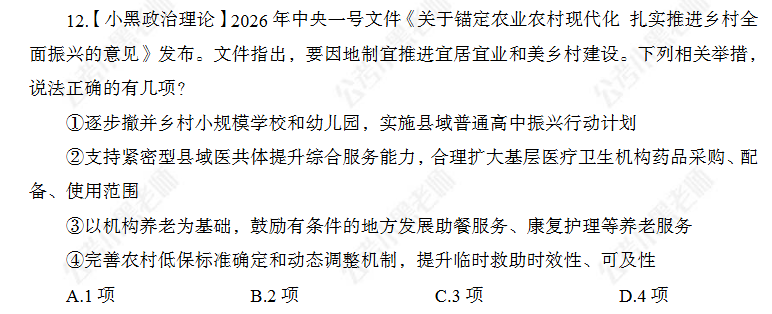 12.【小黑政治理论】2026年中央一号文件《关于锚定农业农村现代化 扎实推进乡村全
面振兴的意见》发布。文件指出，要因地制宜推进宜居宜业和美乡村建设。下列相关举措，
说法正确的有几项?
①逐步撤并乡村小规模学校和幼儿园，实施县域普通高中振兴行动计划
②支持紧密型县域医共体提升综合服务能力，合理扩大基层医疗卫生机构药品采购、配
备、使用范围
③以机构养老为基础，鼓励有条件的地方发展助餐服务、康复护理等养老服务
④完善农村低保标准确定和动态调整机制，提升临时救助时效性、可及性
A.1 项 B.2 项 C.3 项 D.4 项